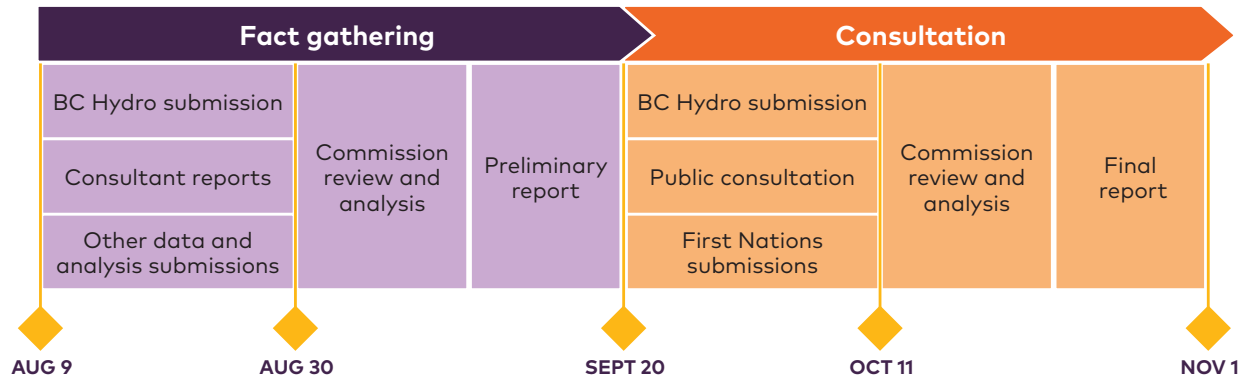 Fact gathering
Consultation
BC Hydro submission
Consultant reports
Other data and
analysis submissions
Commission
review and
analysis
Preliminary
report
BC Hydro submission
Public consultation
First Nations
submissions
Commission
review and
analysis
Final
report
AUG 9
AUG 30
SEPT 20
OCT 11
NOV 1